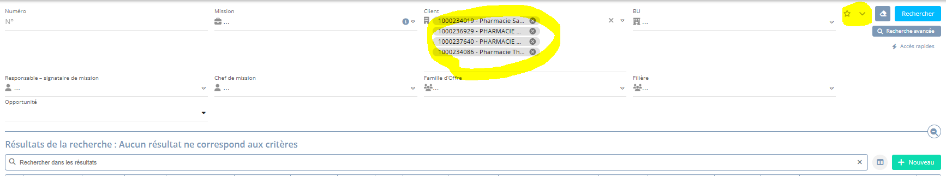 Numéro
Mission
Client
BU
N°
...
1000234019 - Pharmacie Sa...
1000236929 - PHARMACIE ...
1000237640 - PHARMACIE ...
1000234086 - Pharmacie Th...
...
Rechercher
Recherche avancée
Accès rapides
Responsable – signataire de mission
Chef de mission
Famille d'Offre
Filière
...
...
...
...
Opportunité
Résultats de la recherche : Aucun résultat ne correspond aux critères
Rechercher dans les résultats
+ Nouveau